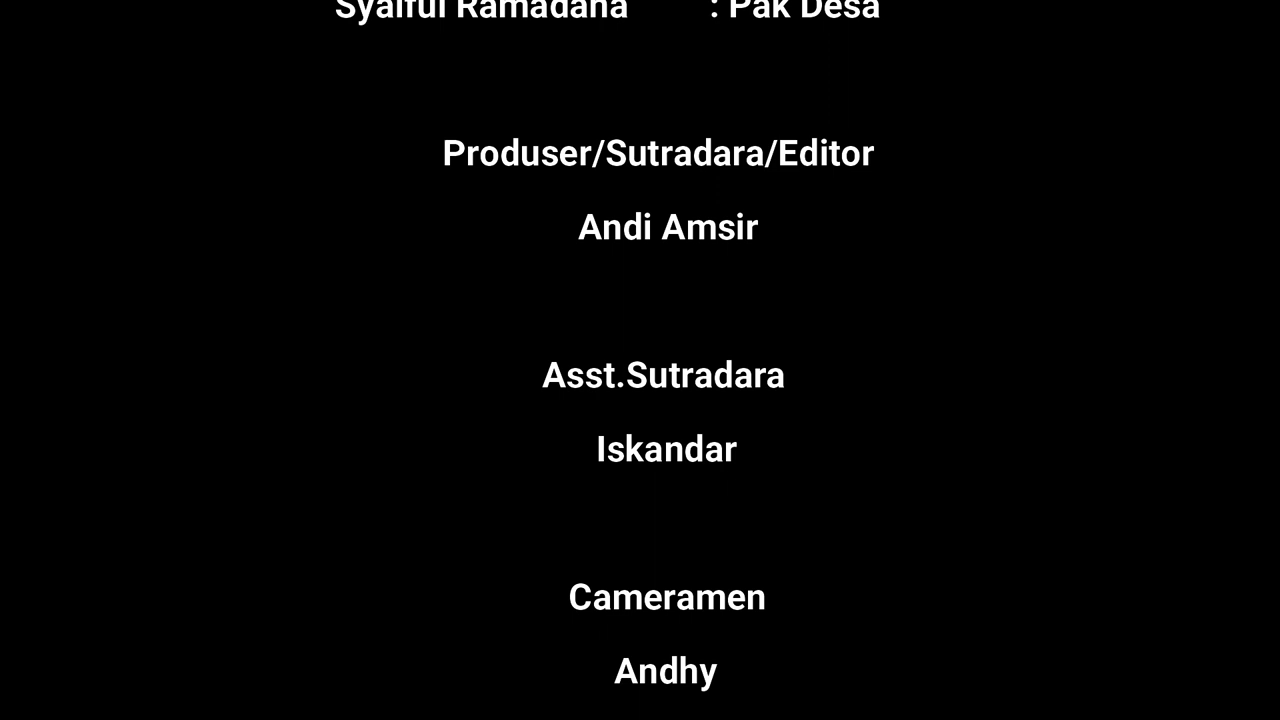 Syaiful Ramadana : Pak Desa
Produser/Sutradara/Editor
Andi Amsir
Asst.Sutradara
Iskandar
Cameramen
Andhy